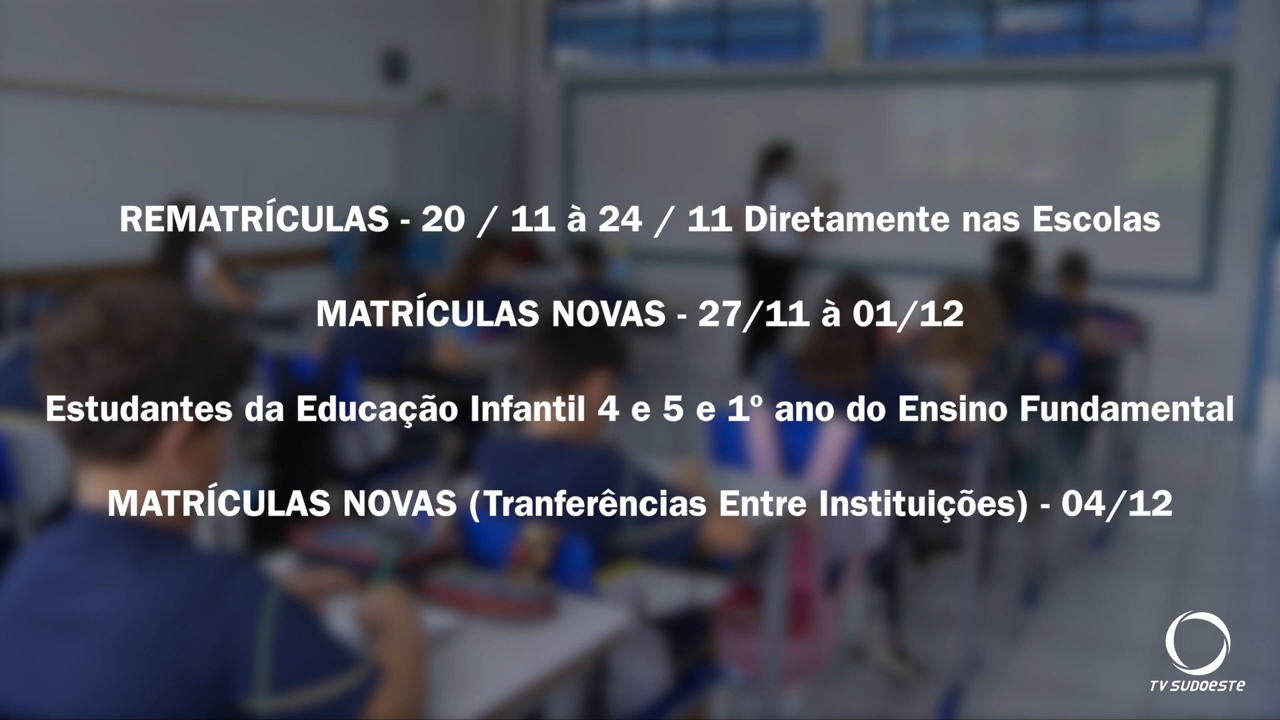 REMATRÍCULAS - 20 / 11 à 24 / 11 Diretamente nas Escolas
MATRÍCULAS NOVAS - 27/11 à 01/12
Estudantes da Educação Infantil 4 e 5 e 1º ano do Ensino Fundamental
MATRÍCULAS NOVAS (Tranferências Entre Instituições) - 04/12
TV SUDOESTE